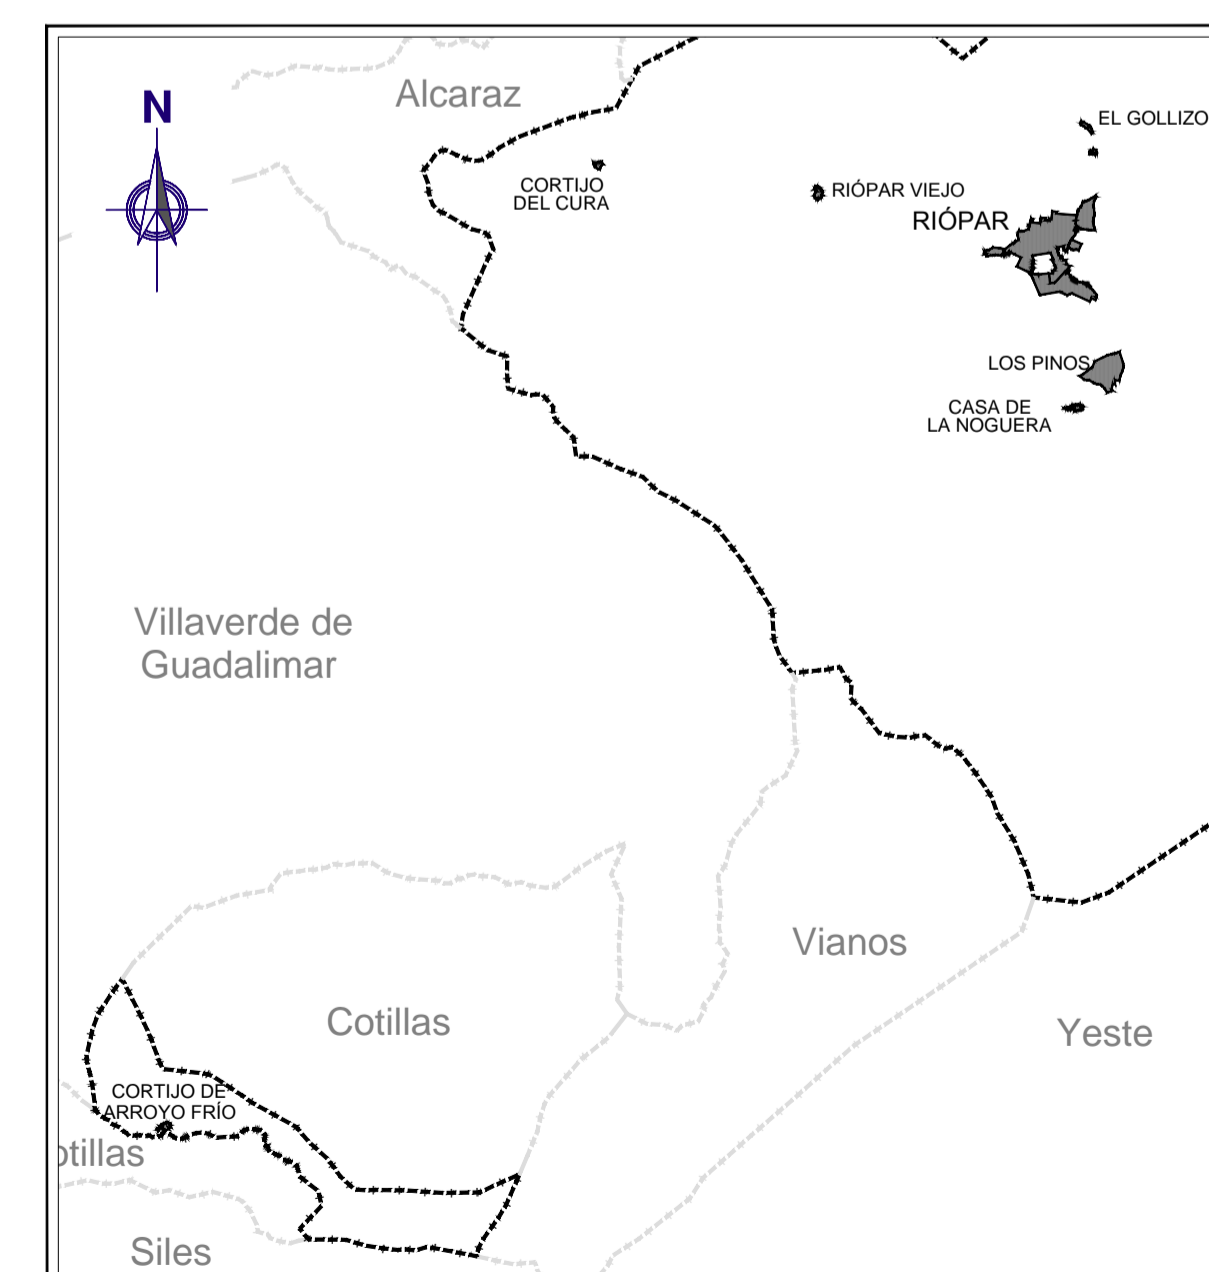 N
Alcaraz
EL GOLLIZO
CORTIJO
DEL CURA
RIÓPAR VIEJO
RIÓPAR
LOS PINOS
CASA DE
LA NOGUERA
Villaverde de
Guadalimar
Vianos
Cotillas
Yeste
CORTIJO DE
ARROYO FRÍO
otillas
Siles